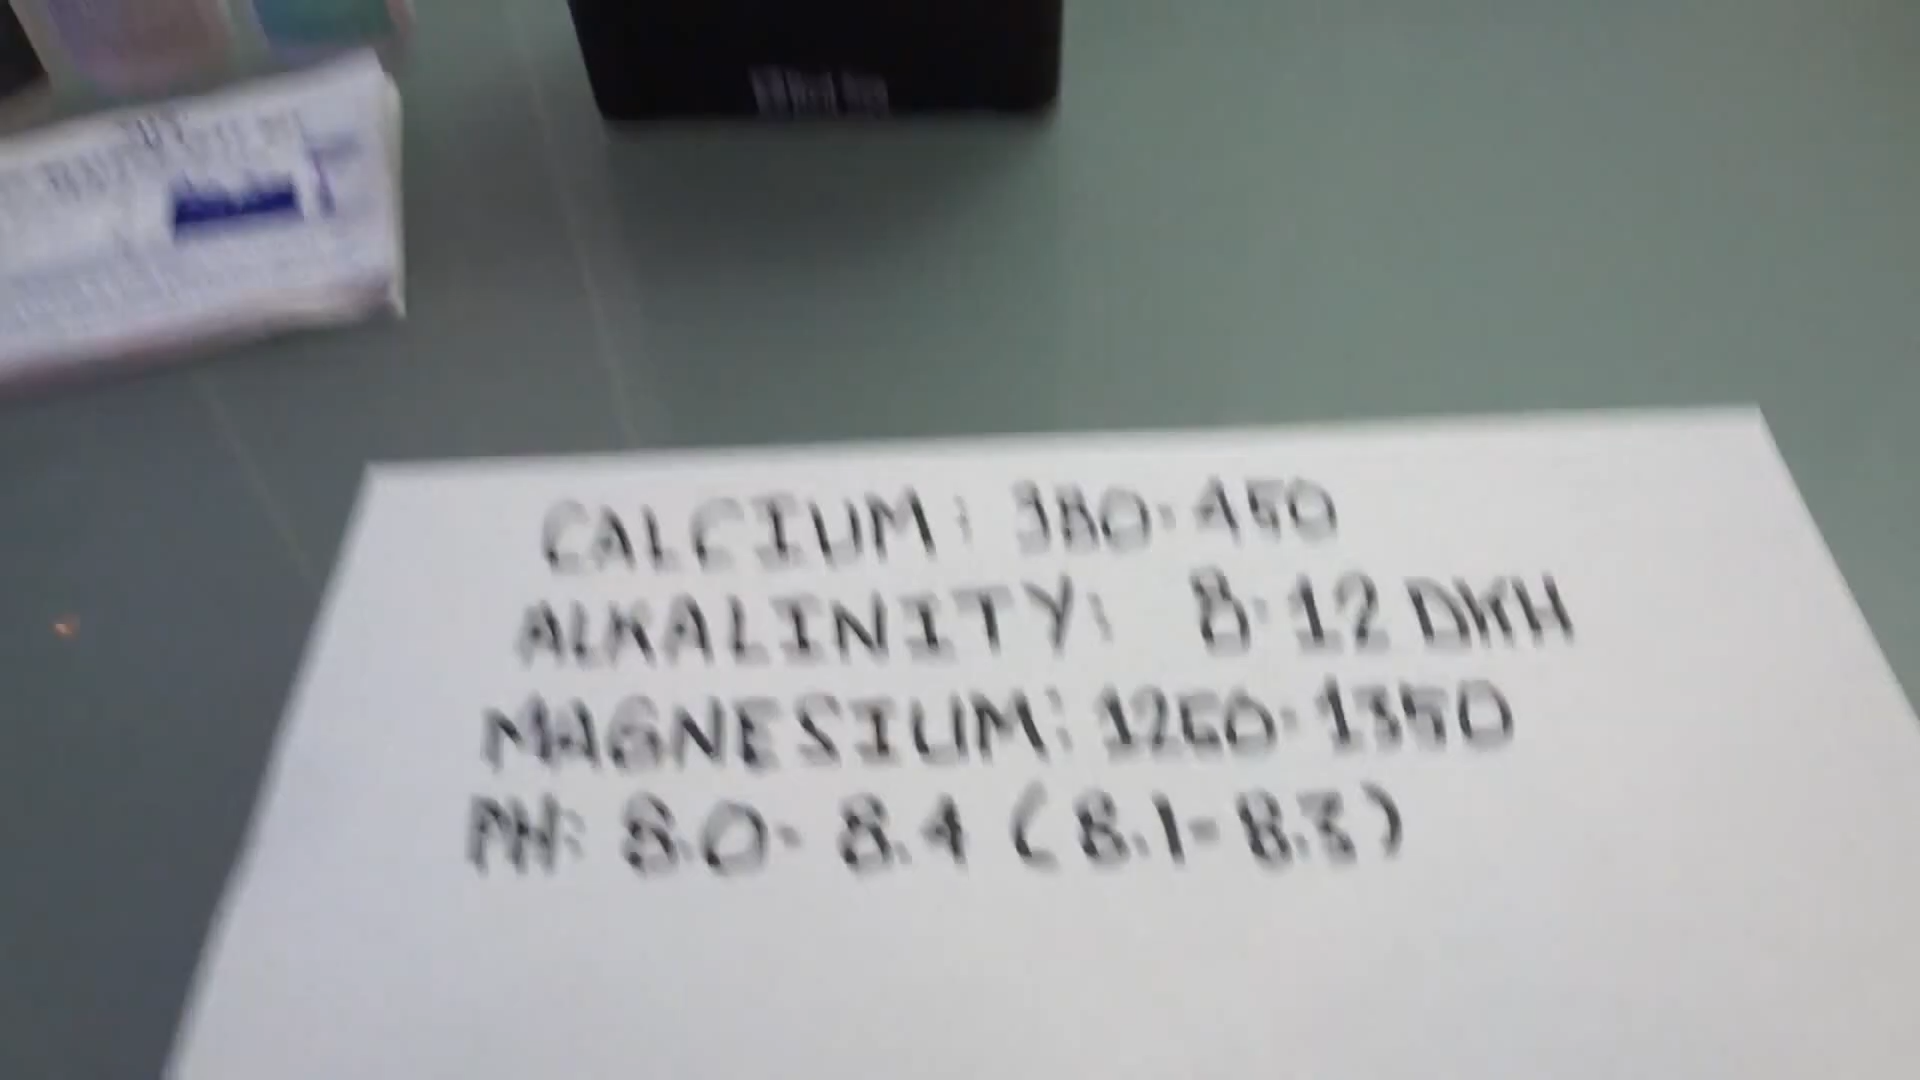 CALCIUM: 380-450
ALKALINITY: 8-12 DKH
MAGNESIUM: 1250-1350
PH: 8.0- 8.4 (8.1-8.3)